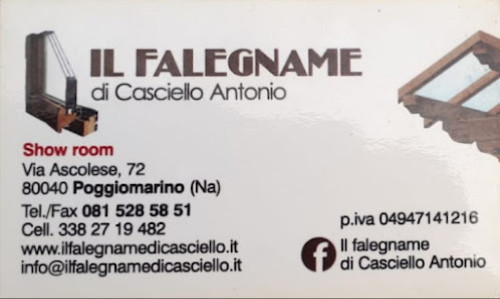 IL FALEGNAME
di Casciello Antonio
Show room
Via Ascolese, 72
80040 Poggiomarino (Na)
Tel./Fax 081 528 58 51
Cell. 338 27 19 482
www.ilfalegnamedicasciello.it
info@ilfalegnamedicasciello.it
p.iva 04947141216
f Il falegname
di Casciello Antonio